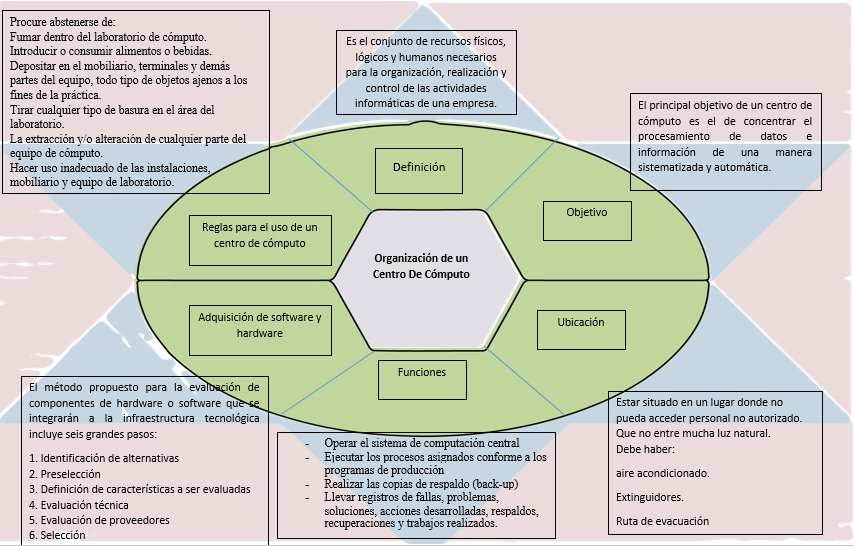 Procure abstenerse de:
Fumar dentro del laboratorio de cómputo.
Introducir o consumir alimentos o bebidas.
Depositar en el mobiliario, terminales y demás
partes del equipo, todo tipo de objetos ajenos a los
fines de la práctica.
Tirar cualquier tipo de basura en el área del
laboratorio.
La extracción y/o alteración de cualquier parte del
equipo de cómputo.
Hacer uso inadecuado de las instalaciones,
mobiliario y equipo de laboratorio.
Es el conjunto de recursos físicos,
lógicos y humanos necesarios
para la organización, realización y
control de las actividades
informáticas de una empresa.
El principal objetivo de un centro de
cómputo es el de concentrar el
procesamiento de datos e
información de una manera
sistematizada y automática.
Definición
Reglas para el uso de un
centro de cómputo
Objetivo
Organización de un
Centro De Cómputo
Adquisición de software y
hardware
Ubicación
Funciones
El método propuesto para la evaluación de
componentes de hardware o software que se
integrarán a la infraestructura tecnológica
incluye seis grandes pasos:
1. Identificación de alternativas
2. Preselección
3. Definición de características a ser evaluadas
4. Evaluación técnica
5. Evaluación de proveedores
6. Selección
- Operar el sistema de computación central
- Ejecutar los procesos asignados conforme a los
programas de producción
- Realizar las copias de respaldo (back-up)
- Llevar registros de fallas, problemas,
soluciones, acciones desarrolladas, respaldos,
recuperaciones y trabajos realizados.
Estar situado en un lugar donde no
pueda acceder personal no autorizado.
Que no entre mucha luz natural.
Debe haber:
aire acondicionado.
Extinguidores.
Ruta de evacuación